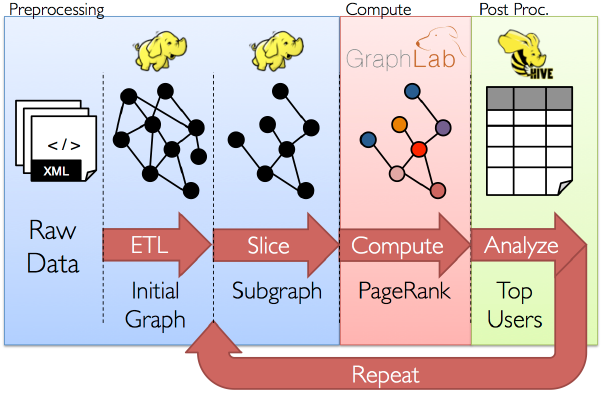 Preprocessing
Compute
Post Proc.
GraphLab
HIVE
</>
XML
Raw
Data
ETL
Slice
Compute
Analyze
Initial
Graph
Subgraph
PageRank
Top
Users
Repeat